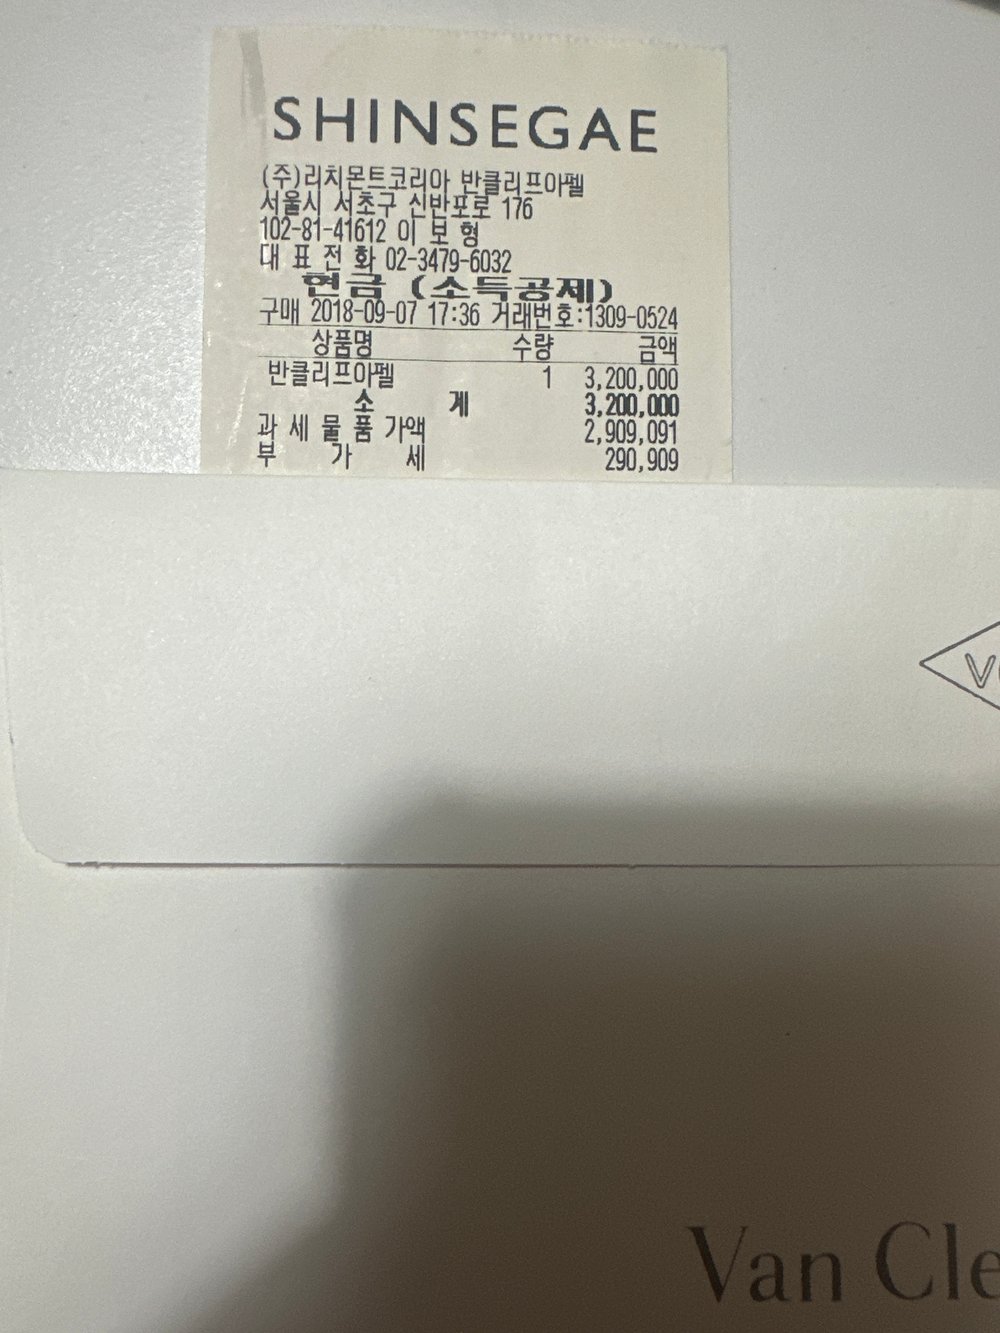 SHINSEGAE
(주)리치몬트코리아 반클리프아펠
서울시 서초구 신반포로 176
102-81-41612 이 보 형
대 표 전 화 02-3479-6032
현금 (소득공제)
구매 2018-09-07 17:36 거래번호:1309-0524
상품명 수량 금액
반클리프아펠 1 3,200,000
소 계 3,200,000
과 세 물 품 가액 2,909,091
부 가 세 290,909
Van Cle